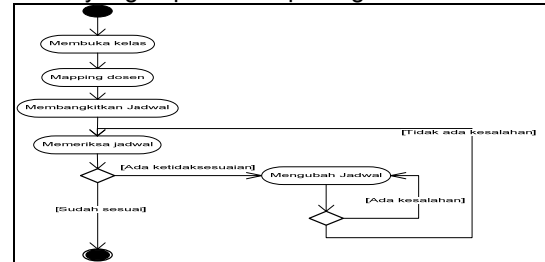 Membuka kelas
Mapping dosen
Membangkitkan Jadwal
[Tidak ada kesalahan]
Memeriksa jadwal
[Ada ketidaksesuaian]
Mengubah Jadwal
[Ada kesalahan]
[Sudah sesuai]